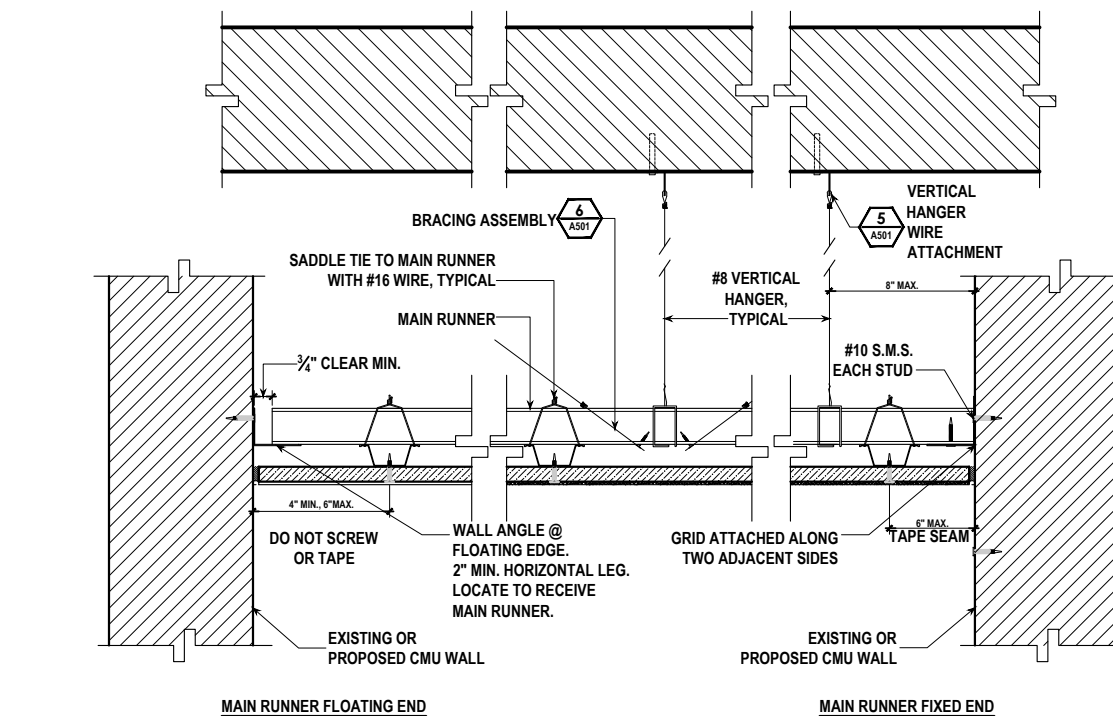 BRACING ASSEMBLY
6
A501
5
A501
VERTICAL
HANGER
WIRE
ATTACHMENT
SADDLE TIE TO MAIN RUNNER
WITH #16 WIRE, TYPICAL
#8 VERTICAL
HANGER,
TYPICAL
8" MAX.
MAIN RUNNER
3/4" CLEAR MIN.
#10 S.M.S.
EACH STUD
4" MIN., 6"MAX.
DO NOT SCREW
OR TAPE
WALL ANGLE @
FLOATING EDGE.
2" MIN. HORIZONTAL LEG.
LOCATE TO RECEIVE
MAIN RUNNER.
GRID ATTACHED ALONG
TWO ADJACENT SIDES
6" MAX.
TAPE SEAM
EXISTING OR
PROPOSED CMU WALL
EXISTING OR
PROPOSED CMU WALL
MAIN RUNNER FLOATING END
MAIN RUNNER FIXED END